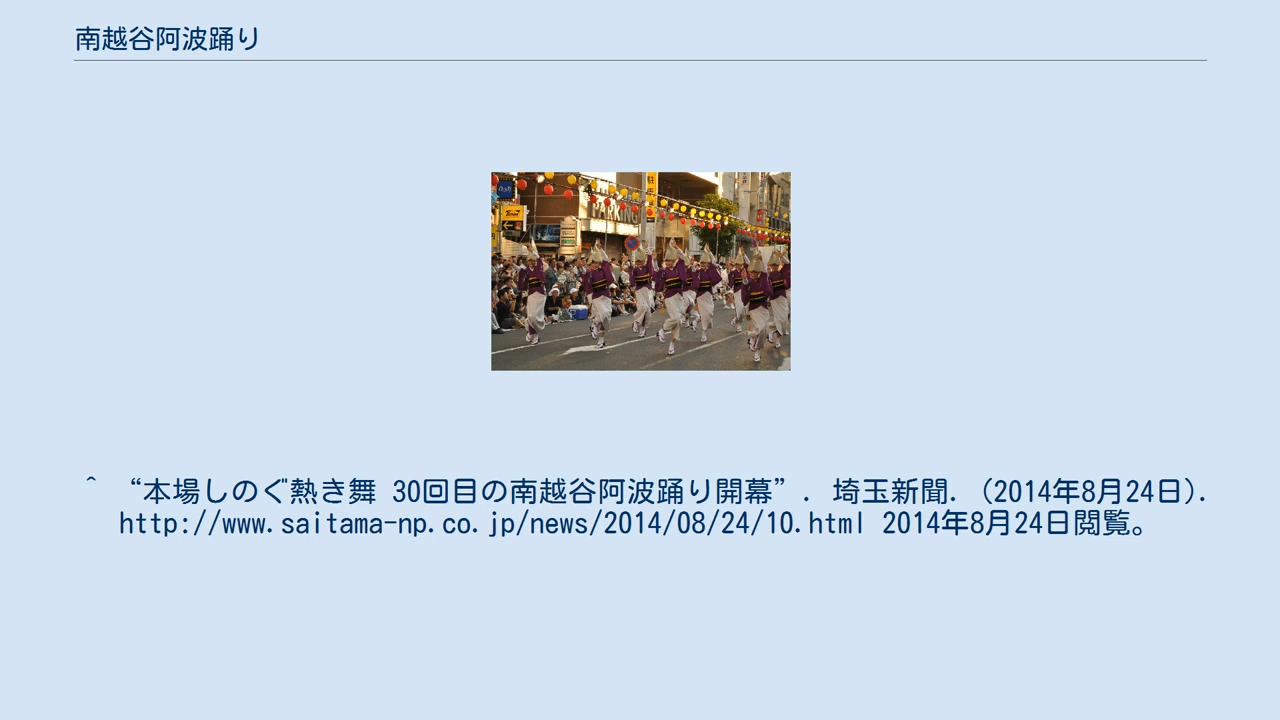 南越谷阿波踊り
PARKING
^ “本場しのぐ熱き舞 30回目の南越谷阿波踊り開幕”. 埼玉新聞. (2014年8月24日).
http://www.saitama-np.co.jp/news/2014/08/24/10.html 2014年8月24日閲覧。